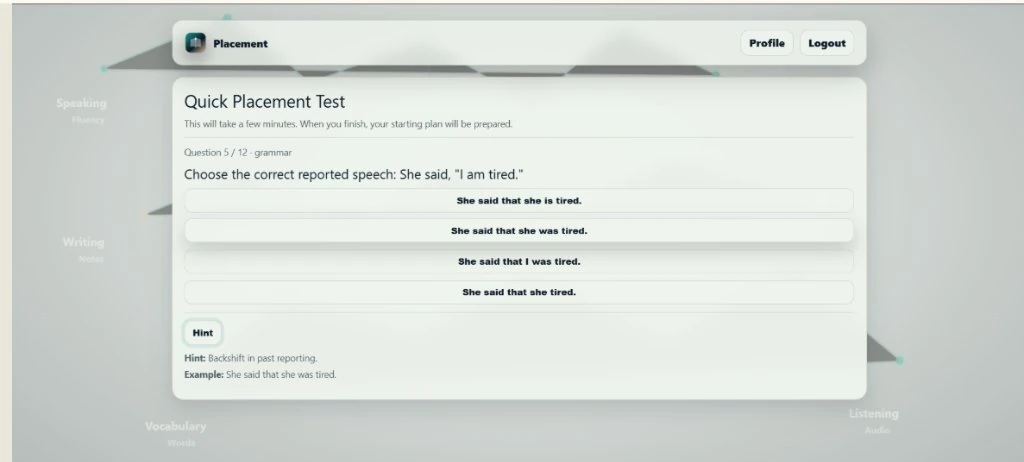 Placement
Profile
Logout
Speaking
Fluency
Writing
Notes
Quick Placement Test
This will take a few minutes. When you finish, your starting plan will be prepared.
Question 5 / 12 · grammar
Choose the correct reported speech: She said, "I am tired."
She said that she is tired.
She said that she was tired.
She said that I was tired.
She said that she tired.
Hint
Hint: Backshift in past reporting.
Example: She said that she was tired.
Vocabulary
Words
Listening
Audio